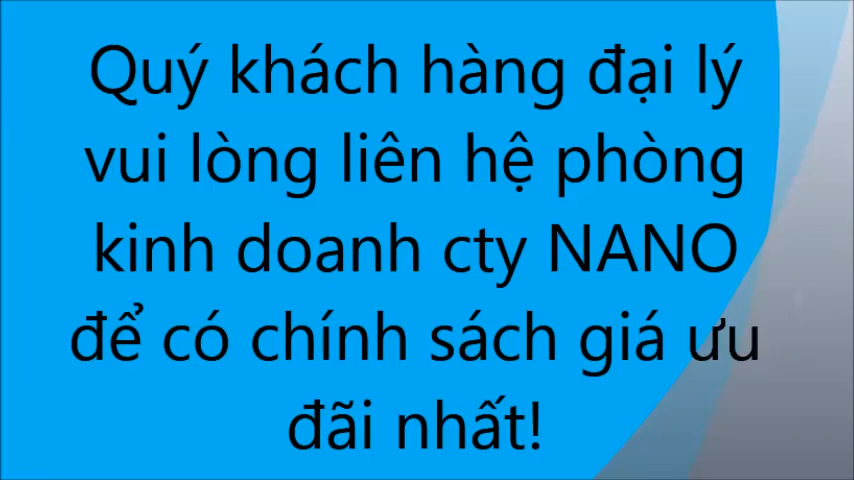 Quý khách hàng đại lý
vui lòng liên hệ phòng
kinh doanh cty NANO
để có chính sách giá ưu
đãi nhất!